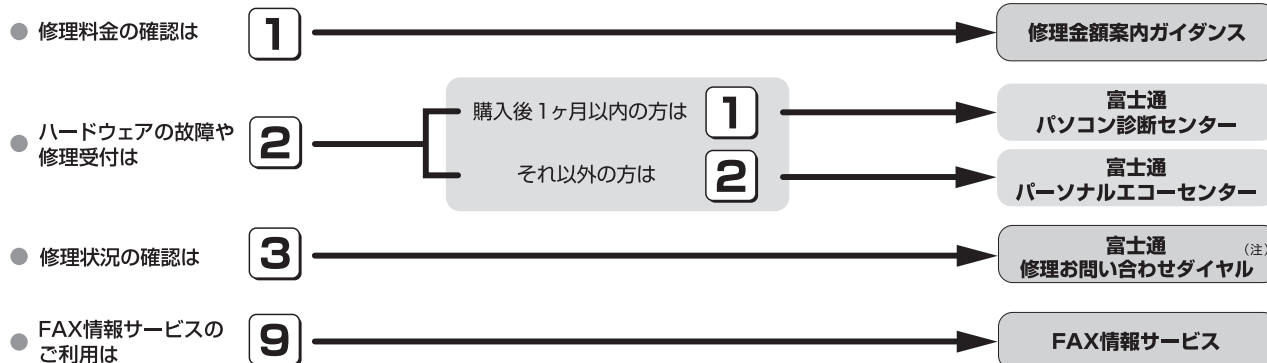 修理料金の確認は
1
修理金額案内ガイダンス
ハードウェアの故障や
修理受付は
2
購入後1ヶ月以内の方は
1
富士通
パソコン診断センター
それ以外の方は
2
富士通
パーソナルエコーセンター
修理状況の確認は
3
富士通 (注)
修理お問い合わせダイヤル
FAX情報サービスの
ご利用は
9
FAX情報サービス